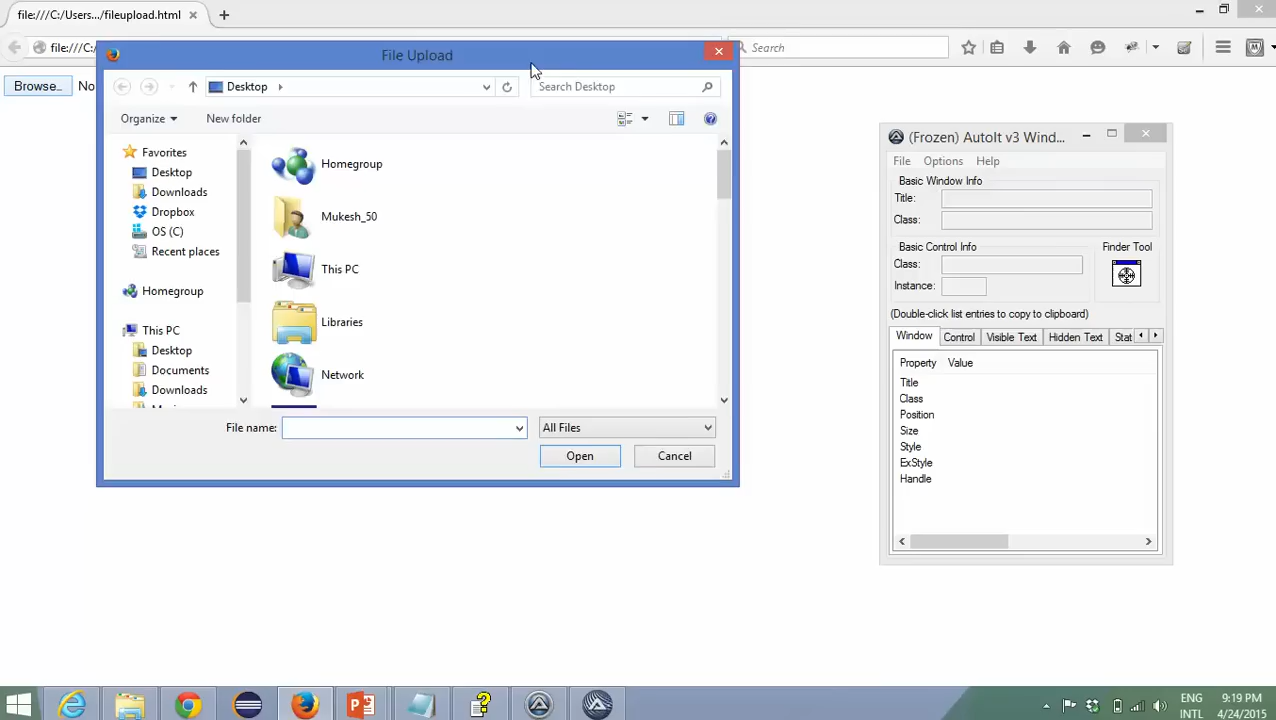 file:///C:/Users.../fileupload.html
file:///C:/
Search
Browse..
No
File Upload
Desktop
Search Desktop
Organize
New folder
Favorites
Desktop
Downloads
Dropbox
OS (C)
Recent places
Homegroup
This PC
Desktop
Documents
Downloads
Homegroup
Mukesh_50
This PC
Libraries
Network
File name:
All Files
Open
Cancel
(Frozen) AutoIt v3 Wind...
File Options Help
Basic Window Info
Title:
Class:
Basic Control Info
Finder Tool
Class:
Instance:
(Double-click list entries to copy to clipboard)
Window Control Visible Text Hidden Text Stat
Property Value
Title
Class
Position
Size
Style
ExStyle
Handle
ENG
INTL
9:19 PM
4/24/2015